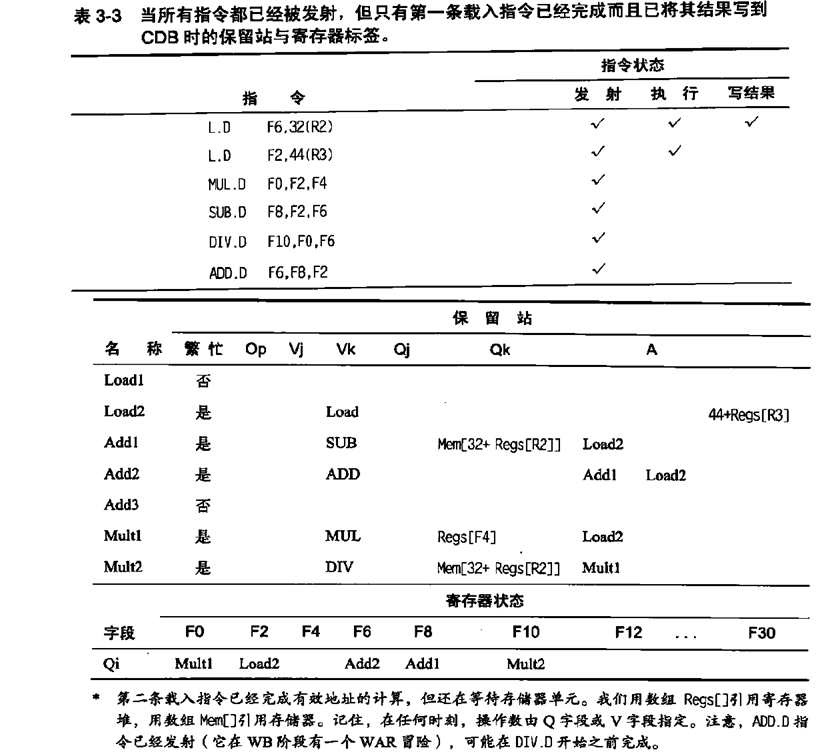 表 3-3 当所有指令都已经被发射，但只有第一条载入指令已经完成而且已将其结果写到
CDB 时的保留站与寄存器标签。
指令状态
指 令 发 射 执 行 写结果
L.D F6,32(R2) ✓ ✓ ✓
L.D F2,44(R3) ✓ ✓
MUL.D F0,F2,F4 ✓
SUB.D F8,F2,F6 ✓
DIV.D F10,F0,F6 ✓
ADD.D F6,F8,F2 ✓
保 留 站
名 称 繁 忙 Op Vj Vk Qj Qk A
Load1 否
Load2 是 Load 44+Regs[R3]
Add1 是 SUB Mem[32+ Regs[R2]] Load2
Add2 是 ADD Add1 Load2
Add3 否
Mult1 是 MUL Regs[F4] Load2
Mult2 是 DIV Mem[32+ Regs[R2]] Mult1
寄存器状态
字段 F0 F2 F4 F6 F8 F10 F12 ... F30
Qi Mult1 Load2 Add2 Add1 Mult2
* 第二条载入指令已经完成有效地址的计算，但还在等待存储器单元。我们用数组 Regs[]引用寄存器
堆，用数组 Mem[]引用存储器。记住，在任何时刻，操作数由 Q 字段或 V 字段指定。注意，ADD.D 指
令已经发射（它在 WB 阶段有一个 WAR 冒险），可能在 DIV.D 开始之前完成。